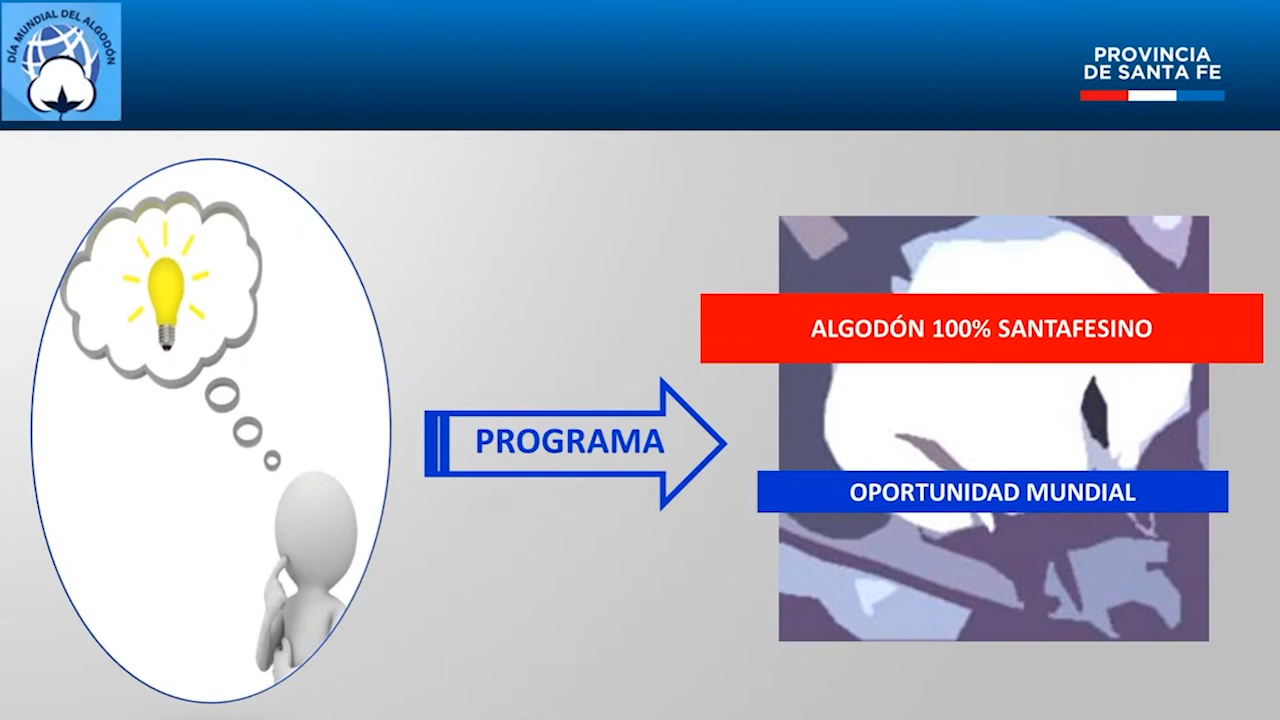 DÍA MUNDIAL DEL ALGODÓN
PROVINCIA
DE SANTA FE
ALGODÓN 100% SANTAFESINO
PROGRAMA
OPORTUNIDAD MUNDIAL